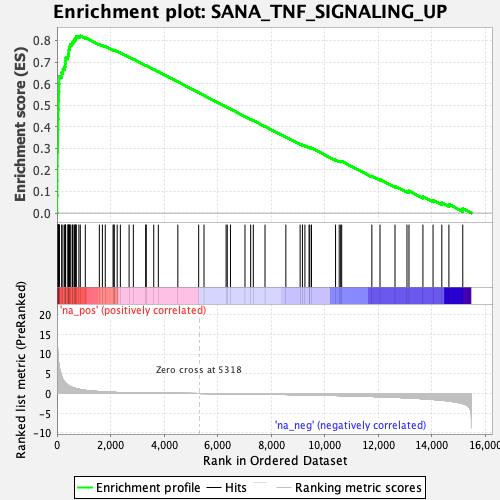 Enrichment plot: SANA_TNF_SIGNALING_UP
Enrichment score (ES)
0.8
0.7
0.6
0.5
0.4
0.3
0.2
0.1
0.0
'na_pos' (positively correlated)
Ranked list metric (PreRanked)
20
15
10
5
0
-5
-10
Zero cross at 5318
'na_neg' (negatively correlated)
0 2,000 4,000 6,000 8,000 10,000 12,000 14,000 16,000
Rank in Ordered Dataset
Enrichment profile Hits Ranking metric scores